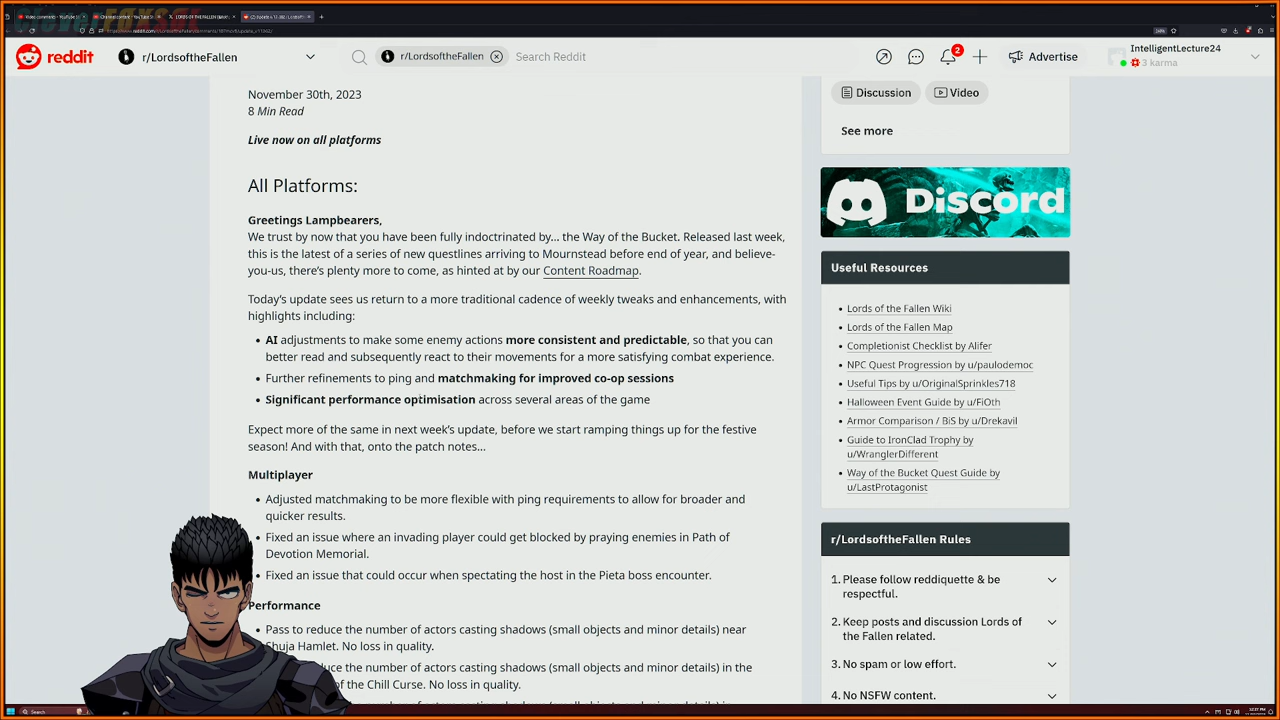 Video comments - YouTube St
Channel content - YouTube St
LORDS OF THE FALLEN
reddit
r/LordsoftheFallen
r/LordsoftheFallen
Search Reddit
2
Advertise
IntelligentLecture24
3 karma
November 30th, 2023
8 Min Read
Live now on all platforms
All Platforms:
Greetings Lampbearers,
We trust by now that you have been fully indoctrinated by... the Way of the Bucket. Released last week,
this is the latest of a series of new questlines arriving to Mournstead before end of year, and believe-
you-us, there's plenty more to come, as hinted at by our Content Roadmap.
Today's update sees us return to a more traditional cadence of weekly tweaks and enhancements, with
highlights including:
• AI adjustments to make some enemy actions more consistent and predictable, so that you can
better read and subsequently react to their movements for a more satisfying combat experience.
• Further refinements to ping and matchmaking for improved co-op sessions
• Significant performance optimisation across several areas of the game
Expect more of the same in next week's update, before we start ramping things up for the festive
season! And with that, onto the patch notes...
Multiplayer
• Adjusted matchmaking to be more flexible with ping requirements to allow for broader and
quicker results.
• Fixed an issue where an invading player could get blocked by praying enemies in Path of
Devotion Memorial.
• Fixed an issue that could occur when spectating the host in the Pieta boss encounter.
Performance
• Pass to reduce the number of actors casting shadows (small objects and minor details) near
Shuja Hamlet. No loss in quality.
duce the number of actors casting shadows (small objects and minor details) in the
of the Chill Curse. No loss in quality.
Discussion
Video
See more
Discord
Useful Resources
• Lords of the Fallen Wiki
• Lords of the Fallen Map
• Completionist Checklist by Alifer
• NPC Quest Progression by u/paulodemoc
• Useful Tips by u/OriginalSprinkles718
• Halloween Event Guide by u/FiOth
• Armor Comparison / BiS by u/Drekavil
• Guide to IronClad Trophy by
u/WranglerDifferent
• Way of the Bucket Quest Guide by
u/LastProtagonist
r/LordsoftheFallen Rules
1. Please follow reddiquette & be
respectful.
2. Keep posts and discussion Lords of
the Fallen related.
3. No spam or low effort.
4. No NSFW content.
Search